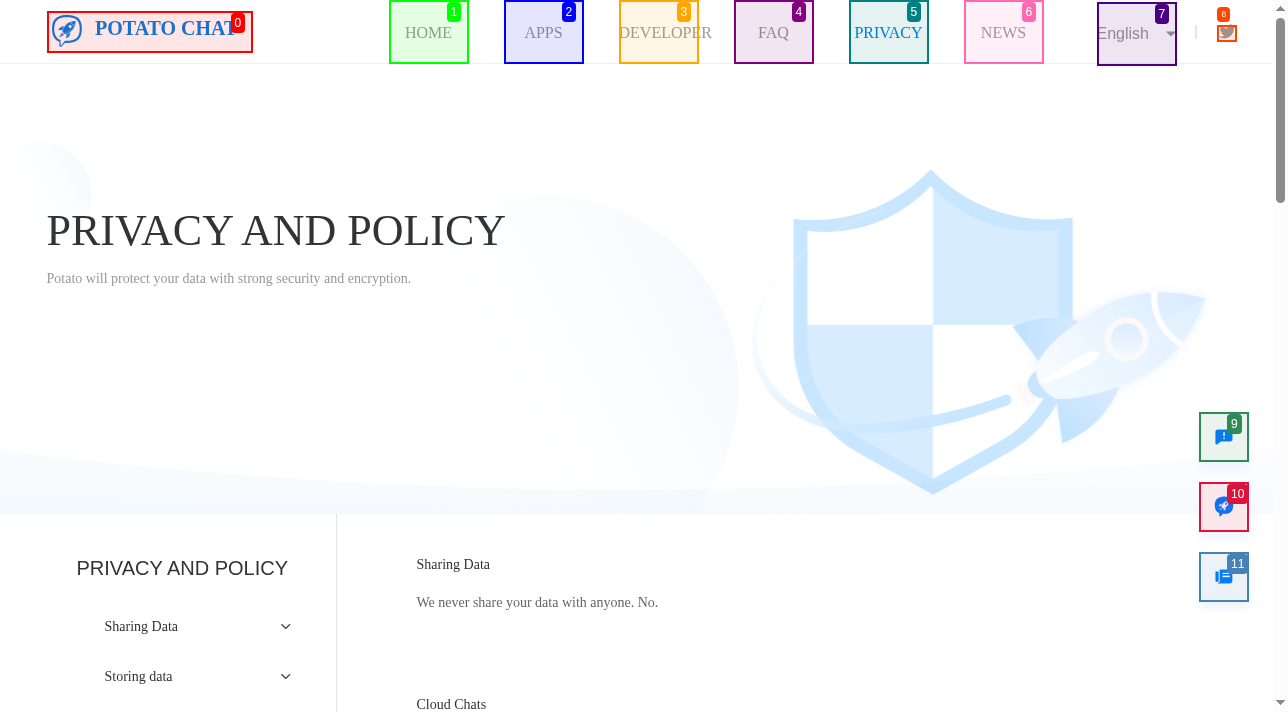 POTATO CHAT
0
HOME
1
APPS
2
DEVELOPER
3
FAQ
4
PRIVACY
5
NEWS
6
English
7
8
PRIVACY AND POLICY
Potato will protect your data with strong security and encryption.
9
10
11
PRIVACY AND POLICY
Sharing Data
Storing data
Sharing Data
We never share your data with anyone. No.
Cloud Chats